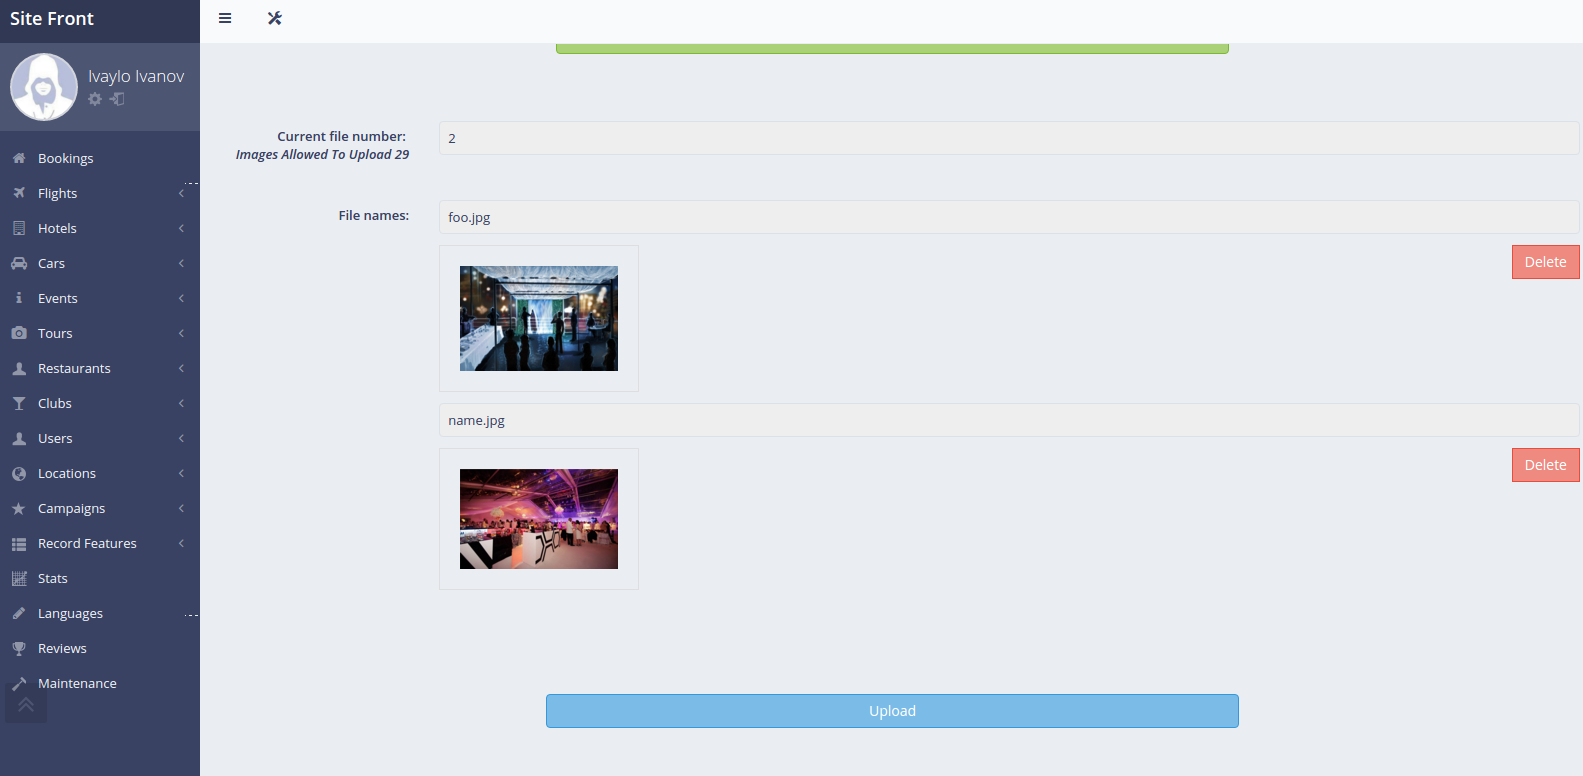 Site Front
Ivaylo Ivanov
Bookings
Flights
Hotels
Cars
Events
Tours
Restaurants
Clubs
Users
Locations
Campaigns
Record Features
Stats
Languages
Reviews
Maintenance
Current file number:
Images Allowed To Upload 29
2
File names:
foo.jpg
Delete
name.jpg
Delete
Upload